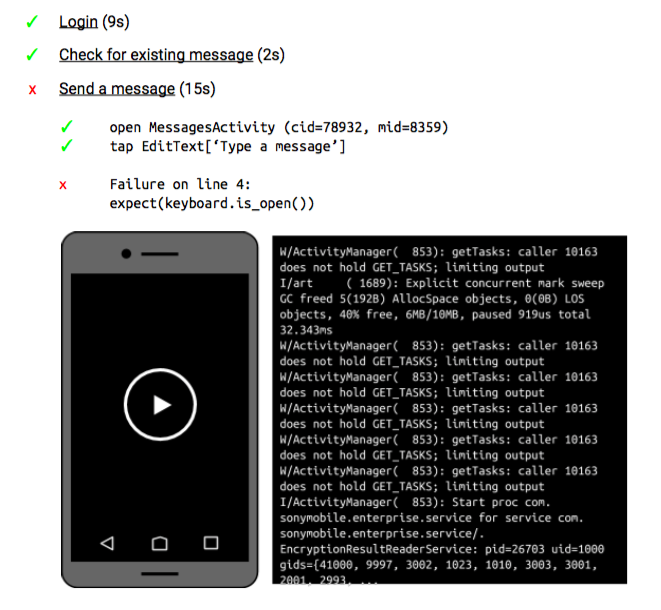 ✓ Login (9s)
✓ Check for existing message (2s)
x Send a message (15s)
✓ open MessagesActivity (cid=78932, mid=8359)
✓ tap EditText[‘Type a message’]
x Failure on line 4:
expect(keyboard.is_open())
W/ActivityManager(  853): getTasks: caller 10163
does not hold GET_TASKS; limiting output
I/art     ( 1689): Explicit concurrent mark sweep
GC freed 5(192B) AllocSpace objects, 0(0B) LOS
objects, 40% free, 6MB/10MB, paused 919us total
32.343ms
W/ActivityManager(  853): getTasks: caller 10163
does not hold GET_TASKS; limiting output
W/ActivityManager(  853): getTasks: caller 10163
does not hold GET_TASKS; limiting output
W/ActivityManager(  853): getTasks: caller 10163
does not hold GET_TASKS; limiting output
W/ActivityManager(  853): getTasks: caller 10163
does not hold GET_TASKS; limiting output
W/ActivityManager(  853): getTasks: caller 10163
does not hold GET_TASKS; limiting output
I/ActivityManager(  853): Start proc com.
sonymobile.enterprise.service for service com.
sonymobile.enterprise.service/.
EncryptionResultReaderService: pid=26703 uid=1000
gids={41000, 9997, 3002, 1023, 1010, 3003, 3001,
2001, 2993, ...